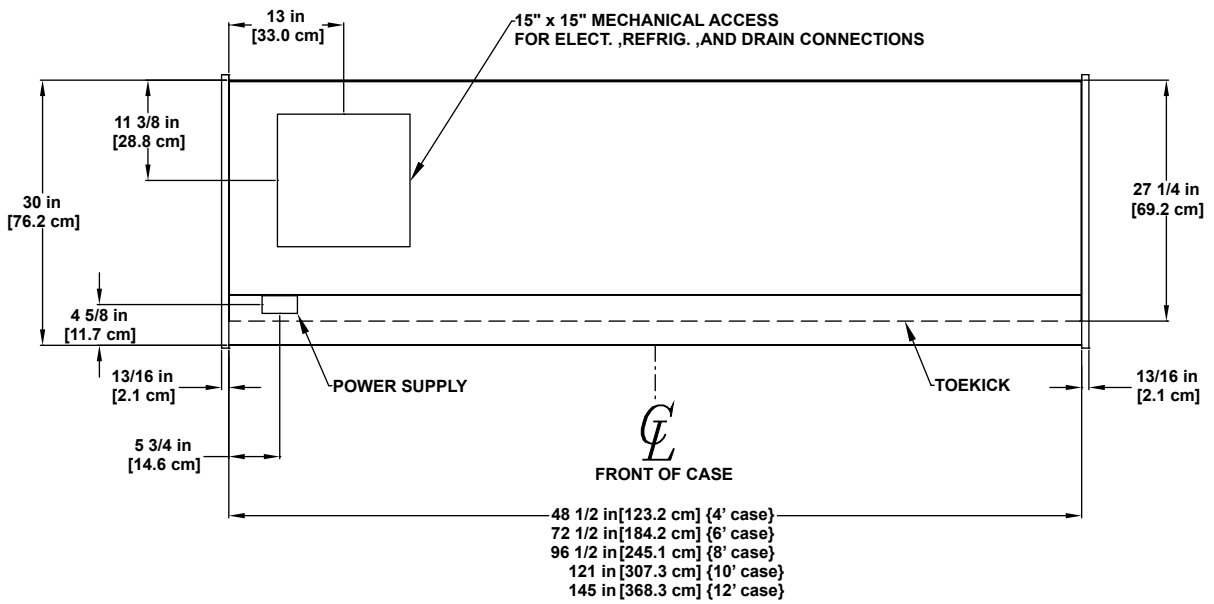 13 in
[33.0 cm]
15" x 15" MECHANICAL ACCESS
FOR ELECT. ,REFRIG. ,AND DRAIN CONNECTIONS
11 3/8 in
[28.8 cm]
30 in
[76.2 cm]
27 1/4 in
[69.2 cm]
4 5/8 in
[11.7 cm]
13/16 in
[2.1 cm]
POWER SUPPLY
TOEKICK
13/16 in
[2.1 cm]
5 3/4 in
[14.6 cm]
CL
FRONT OF CASE
48 1/2 in[123.2 cm] {4' case}
72 1/2 in[184.2 cm] {6' case}
96 1/2 in[245.1 cm] {8' case}
121 in [307.3 cm] {10' case}
145 in [368.3 cm] {12' case}